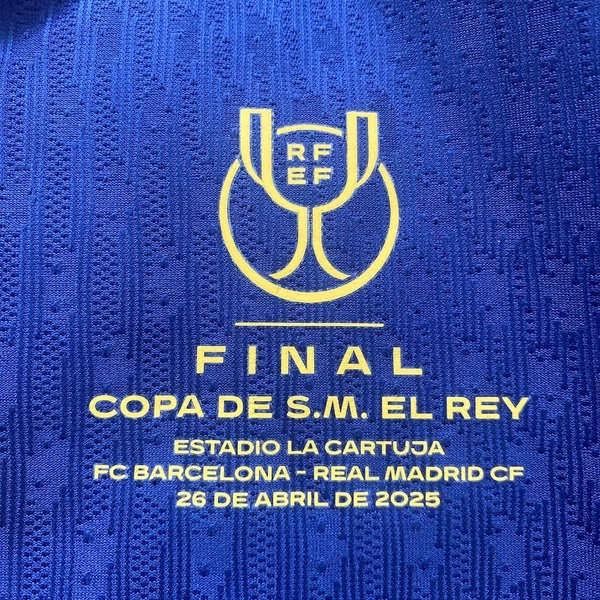 RF
EF
FINAL
COPA DE S.M. EL REY
ESTADIO LA CARTUJA
FC BARCELONA - REAL MADRID CF
26 DE ABRIL DE 2025